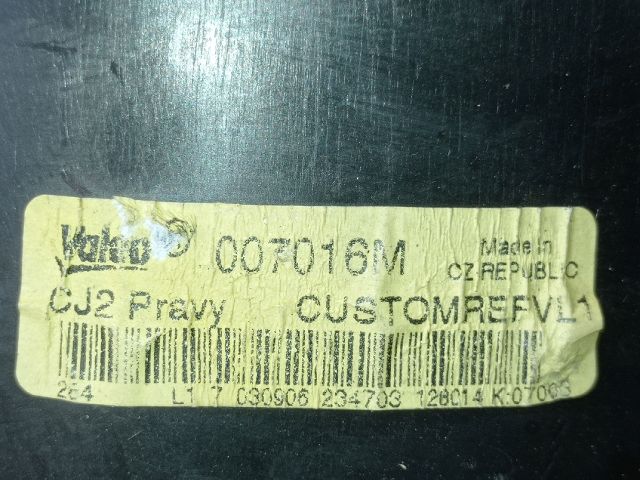 Valeo 007016M Made in
CZ REPUBLIC
CJ2 Pravy CUSTOMREFVL1
264 L1 7 030906 234703 128014 K:07003